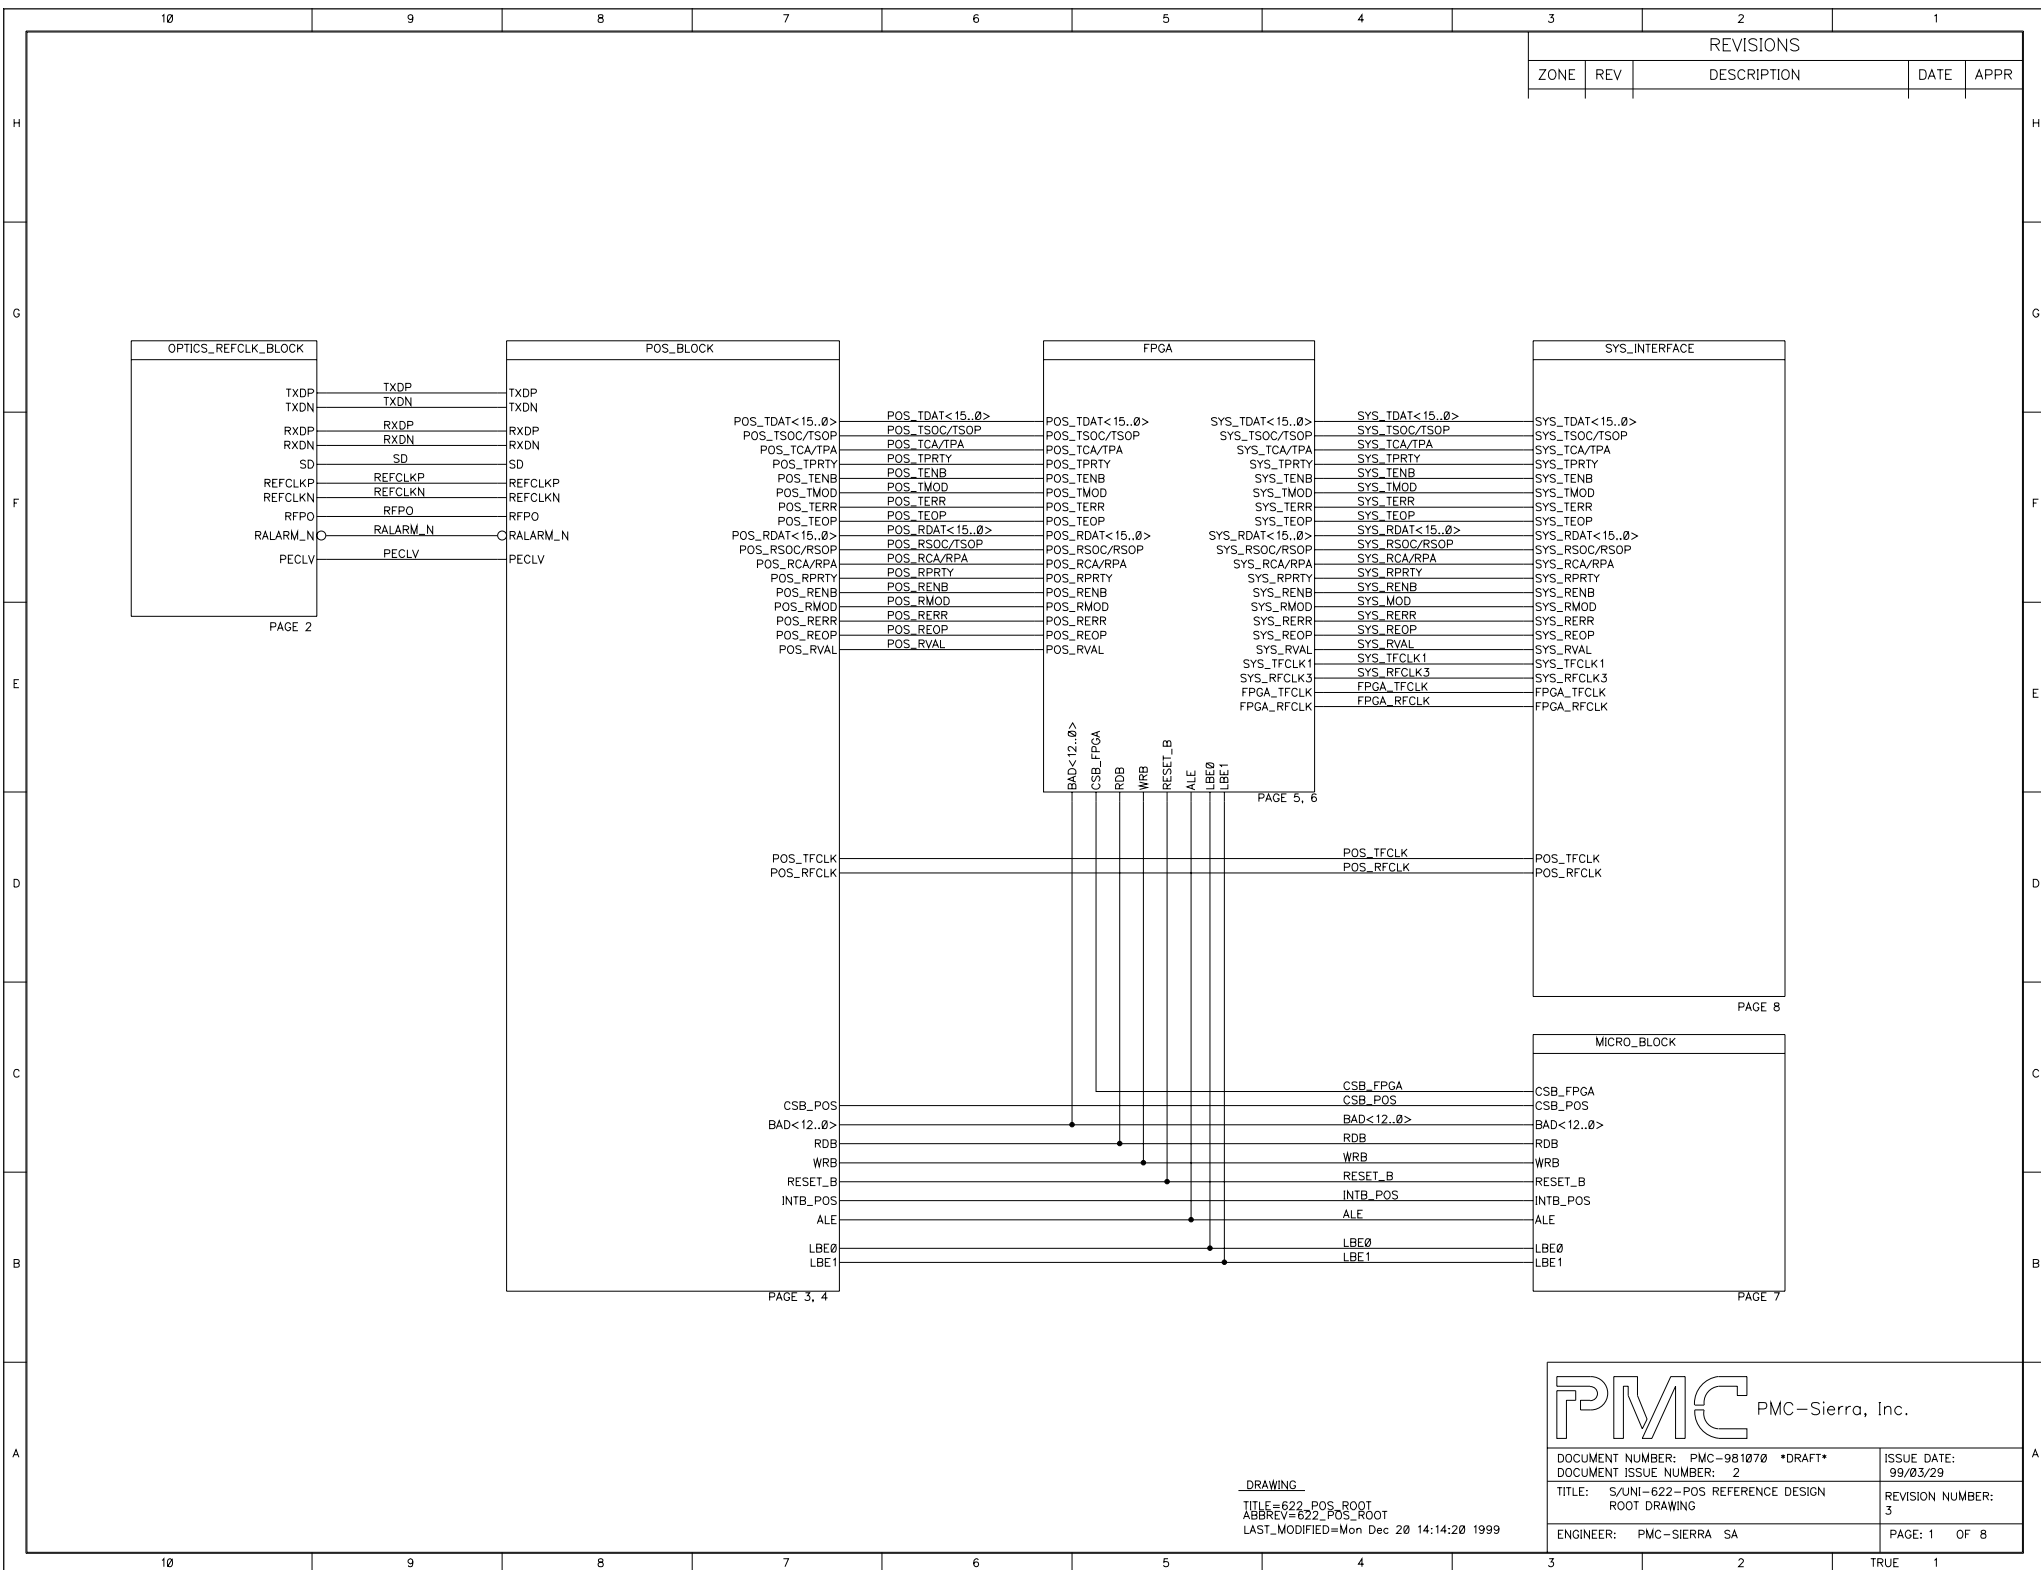 10 9 8 7 6 5 4 3 2 1
REVISIONS
ZONE REV DESCRIPTION DATE APPR
H H
G G
F F
E E
D D
C C
B B
A A
OPTICS_REFCLK_BLOCK
TXDP
TXDN
RXDP
RXDN
SD
REFCLKP
REFCLKN
RFPO
RALARM_N
PECLV
PAGE 2
TXDP
TXDN
RXDP
RXDN
SD
REFCLKP
REFCLKN
RFPO
RALARM_N
PECLV
POS_BLOCK
TXDP
TXDN
RXDP
RXDN
SD
REFCLKP
REFCLKN
RFPO
RALARM_N
PECLV
POS_TDAT<15..0>
POS_TSOC/TSOP
POS_TCA/TPA
POS_TPRTY
POS_TENB
POS_TMOD
POS_TERR
POS_TEOP
POS_RDAT<15..0>
POS_RSOC/RSOP
POS_RCA/RPA
POS_RPRTY
POS_RENB
POS_RMOD
POS_RERR
POS_REOP
POS_RVAL
POS_TFCLK
POS_RFCLK
CSB_POS
BAD<12..0>
RDB
WRB
RESET_B
INTB_POS
ALE
LBE0
LBE1
PAGE 3, 4
POS_TDAT<15..0>
POS_TSOC/TSOP
POS_TCA/TPA
POS_TPRTY
POS_TENB
POS_TMOD
POS_TERR
POS_TEOP
POS_RDAT<15..0>
POS_RSOC/TSOP
POS_RCA/RPA
POS_RPRTY
POS_RENB
POS_RMOD
POS_RERR
POS_REOP
POS_RVAL
FPGA
POS_TDAT<15..0>
POS_TSOC/TSOP
POS_TCA/TPA
POS_TPRTY
POS_TENB
POS_TMOD
POS_TERR
POS_TEOP
POS_RDAT<15..0>
POS_RSOC/RSOP
POS_RCA/RPA
POS_RPRTY
POS_RENB
POS_RMOD
POS_RERR
POS_REOP
POS_RVAL
SYS_TDAT<15..0>
SYS_TSOC/TSOP
SYS_TCA/TPA
SYS_TPRTY
SYS_TENB
SYS_TMOD
SYS_TERR
SYS_TEOP
SYS_RDAT<15..0>
SYS_RSOC/RSOP
SYS_RCA/RPA
SYS_RPRTY
SYS_RENB
SYS_RMOD
SYS_RERR
SYS_REOP
SYS_RVAL
SYS_TFCLK1
SYS_RFCLK3
FPGA_TFCLK
FPGA_RFCLK
BAD<12..0>
CSB_FPGA
RDB
WRB
RESET_B
ALE
LBE0
LBE1
PAGE 5, 6
SYS_TDAT<15..0>
SYS_TSOC/TSOP
SYS_TCA/TPA
SYS_TPRTY
SYS_TENB
SYS_TMOD
SYS_TERR
SYS_TEOP
SYS_RDAT<15..0>
SYS_RSOC/RSOP
SYS_RCA/RPA
SYS_RPRTY
SYS_RENB
SYS_MOD
SYS_RERR
SYS_REOP
SYS_RVAL
SYS_TFCLK1
SYS_RFCLK3
FPGA_TFCLK
FPGA_RFCLK
POS_TFCLK
POS_RFCLK
SYS_INTERFACE
SYS_TDAT<15..0>
SYS_TSOC/TSOP
SYS_TCA/TPA
SYS_TPRTY
SYS_TENB
SYS_TMOD
SYS_TERR
SYS_TEOP
SYS_RDAT<15..0>
SYS_RSOC/RSOP
SYS_RCA/RPA
SYS_RPRTY
SYS_RENB
SYS_RMOD
SYS_RERR
SYS_REOP
SYS_RVAL
SYS_TFCLK1
SYS_RFCLK3
FPGA_TFCLK
FPGA_RFCLK
POS_TFCLK
POS_RFCLK
PAGE 8
CSB_FPGA
CSB_POS
BAD<12..0>
RDB
WRB
RESET_B
INTB_POS
ALE
LBE0
LBE1
MICRO_BLOCK
CSB_FPGA
CSB_POS
BAD<12..0>
RDB
WRB
RESET_B
INTB_POS
ALE
LBE0
LBE1
PAGE 7
DRAWING
TITLE=622_POS_ROOT
ABBREV=622_POS_ROOT
LAST_MODIFIED=Mon Dec 20 14:14:20 1999
PMC PMC-Sierra, Inc.
DOCUMENT NUMBER: PMC-981070 *DRAFT*
DOCUMENT ISSUE NUMBER: 2
ISSUE DATE:
99/03/29
TITLE: S/UNI-622-POS REFERENCE DESIGN
ROOT DRAWING
REVISION NUMBER:
3
ENGINEER: PMC-SIERRA SA
PAGE: 1 OF 8
10 9 8 7 6 5 4 3 2 TRUE 1